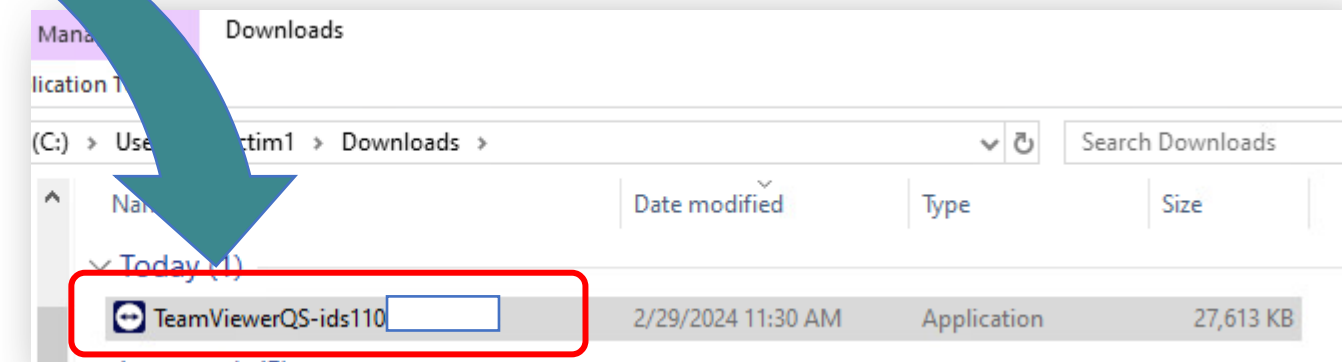 Downloads
lication
(C:) > > Downloads >
Search Downloads
Date modified Type Size
Today (1)
TeamViewerQS-ids110 2/29/2024 11:30 AM Application 27,613 KB